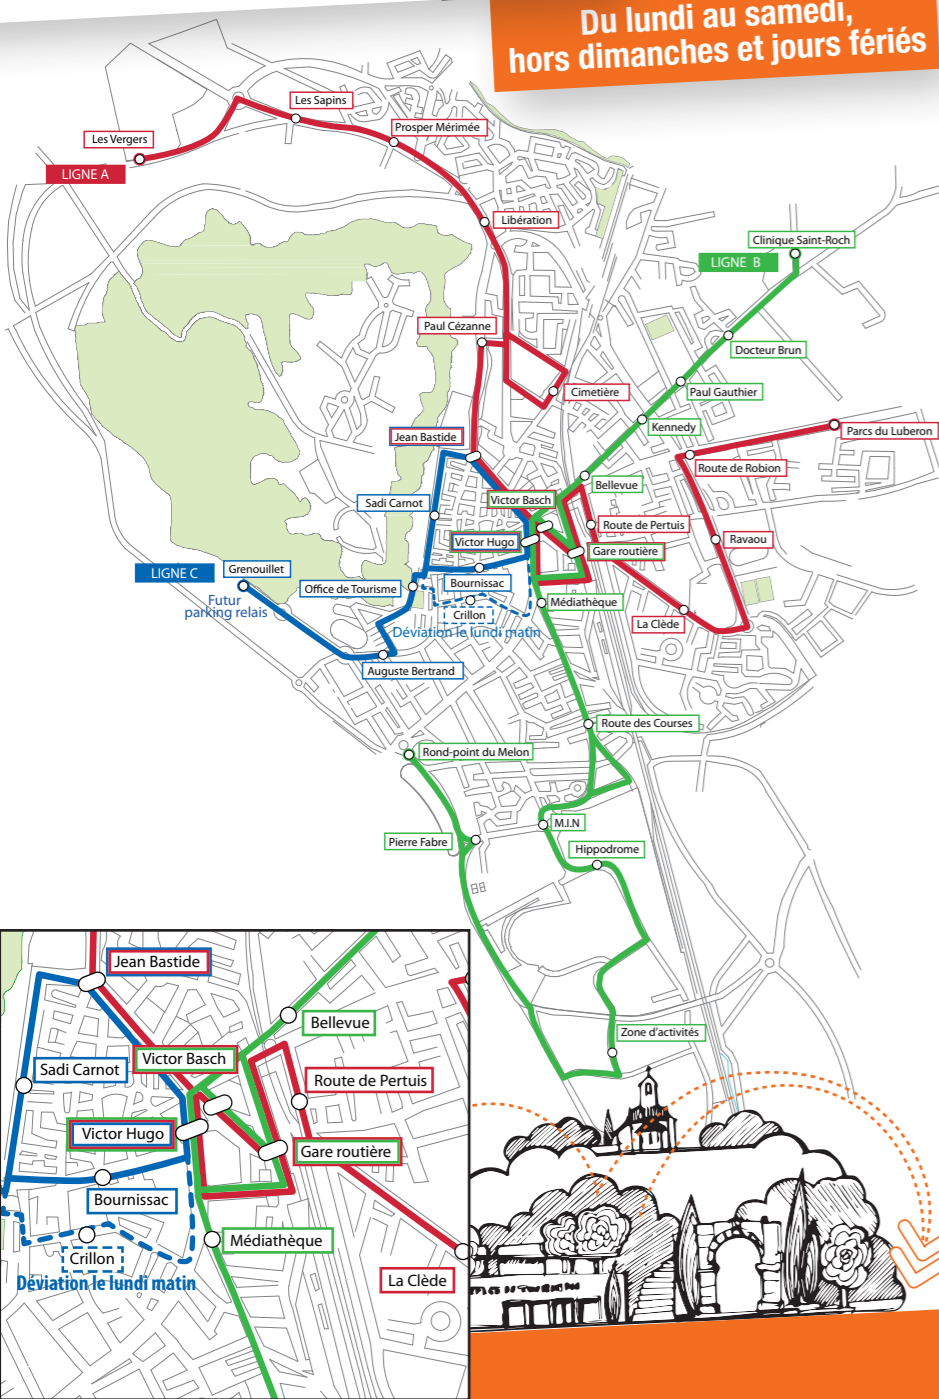 Du lundi au samedi,
hors dimanches et jours fériés
Les Sapins
Prosper Mérimée
Les Vergers
LIGNE A
Libération
Clinique Saint-Roch
LIGNE B
Paul Cézanne
Docteur Brun
Cimetière
Paul Gauthier
Kennedy
Parcs du Luberon
Jean Bastide
Route de Robion
Bellevue
Sadi Carnot
Victor Basch
Route de Pertuis
Victor Hugo
Ravaou
Gare routière
LIGNE C
Grenouillet
Futur
parking relais
Office de Tourisme
Bournissac
Médiathèque
Crillon
La Clède
Déviation le lundi matin
Auguste Bertrand
Route des Courses
Rond-point du Melon
M.I.N
Pierre Fabre
Hippodrome
Zone d'activités
Jean Bastide
Bellevue
Victor Basch
Sadi Carnot
Route de Pertuis
Victor Hugo
Gare routière
Bournissac
Médiathèque
Crillon
Déviation le lundi matin
La Clède